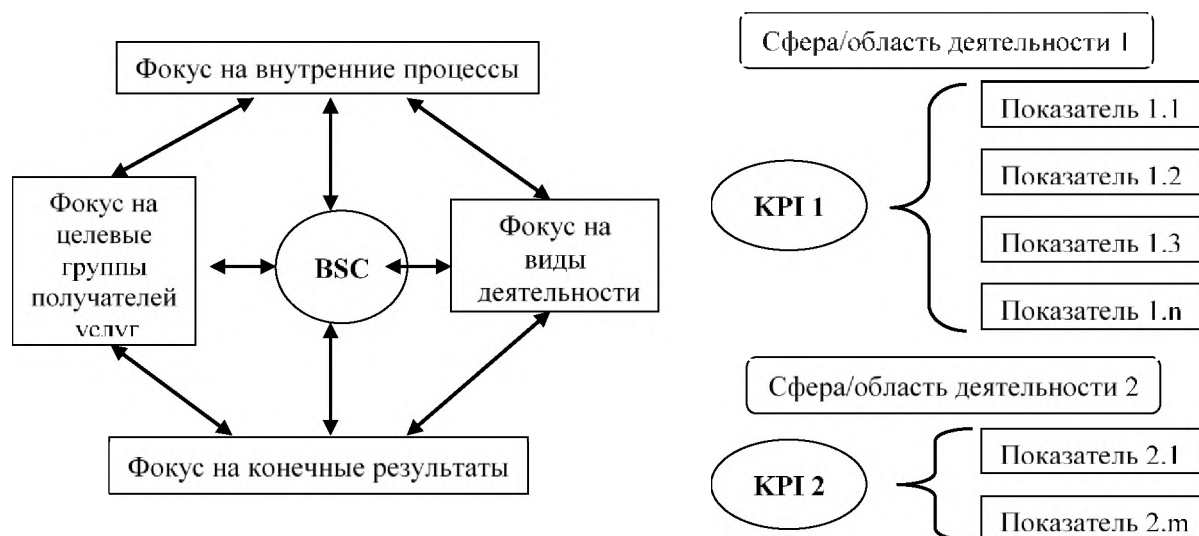 Фокус на внутренние процессы
Фокус на
целевые
группы
получателей
услуг
BSC
Фокус на
виды
деятельности
Фокус на конечные результаты
Сфера/область деятельности 1
KPI 1
Показатель 1.1
Показатель 1.2
Показатель 1.3
Показатель 1.n
Сфера/область деятельности 2
KPI 2
Показатель 2.1
Показатель 2.m